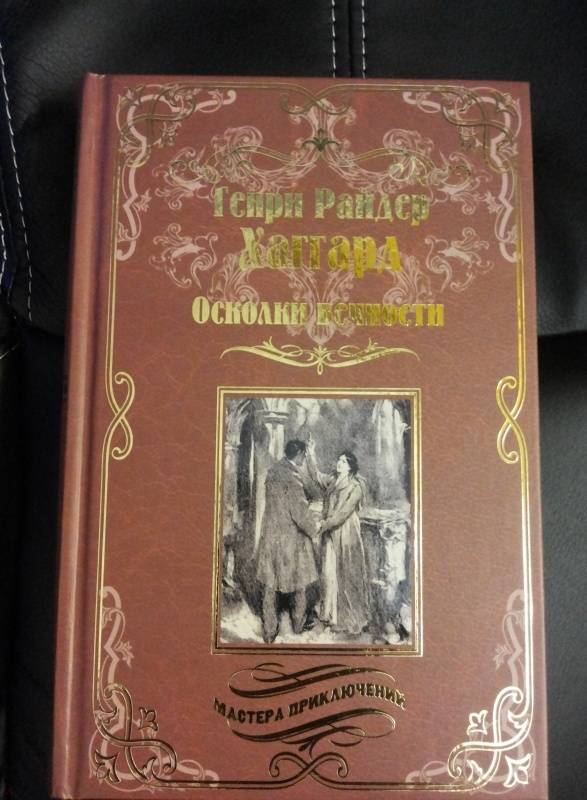 Генри Райдер
Хаггард
Осколки вечности
МАСТЕРА ПРИКЛЮЧЕНИЙ